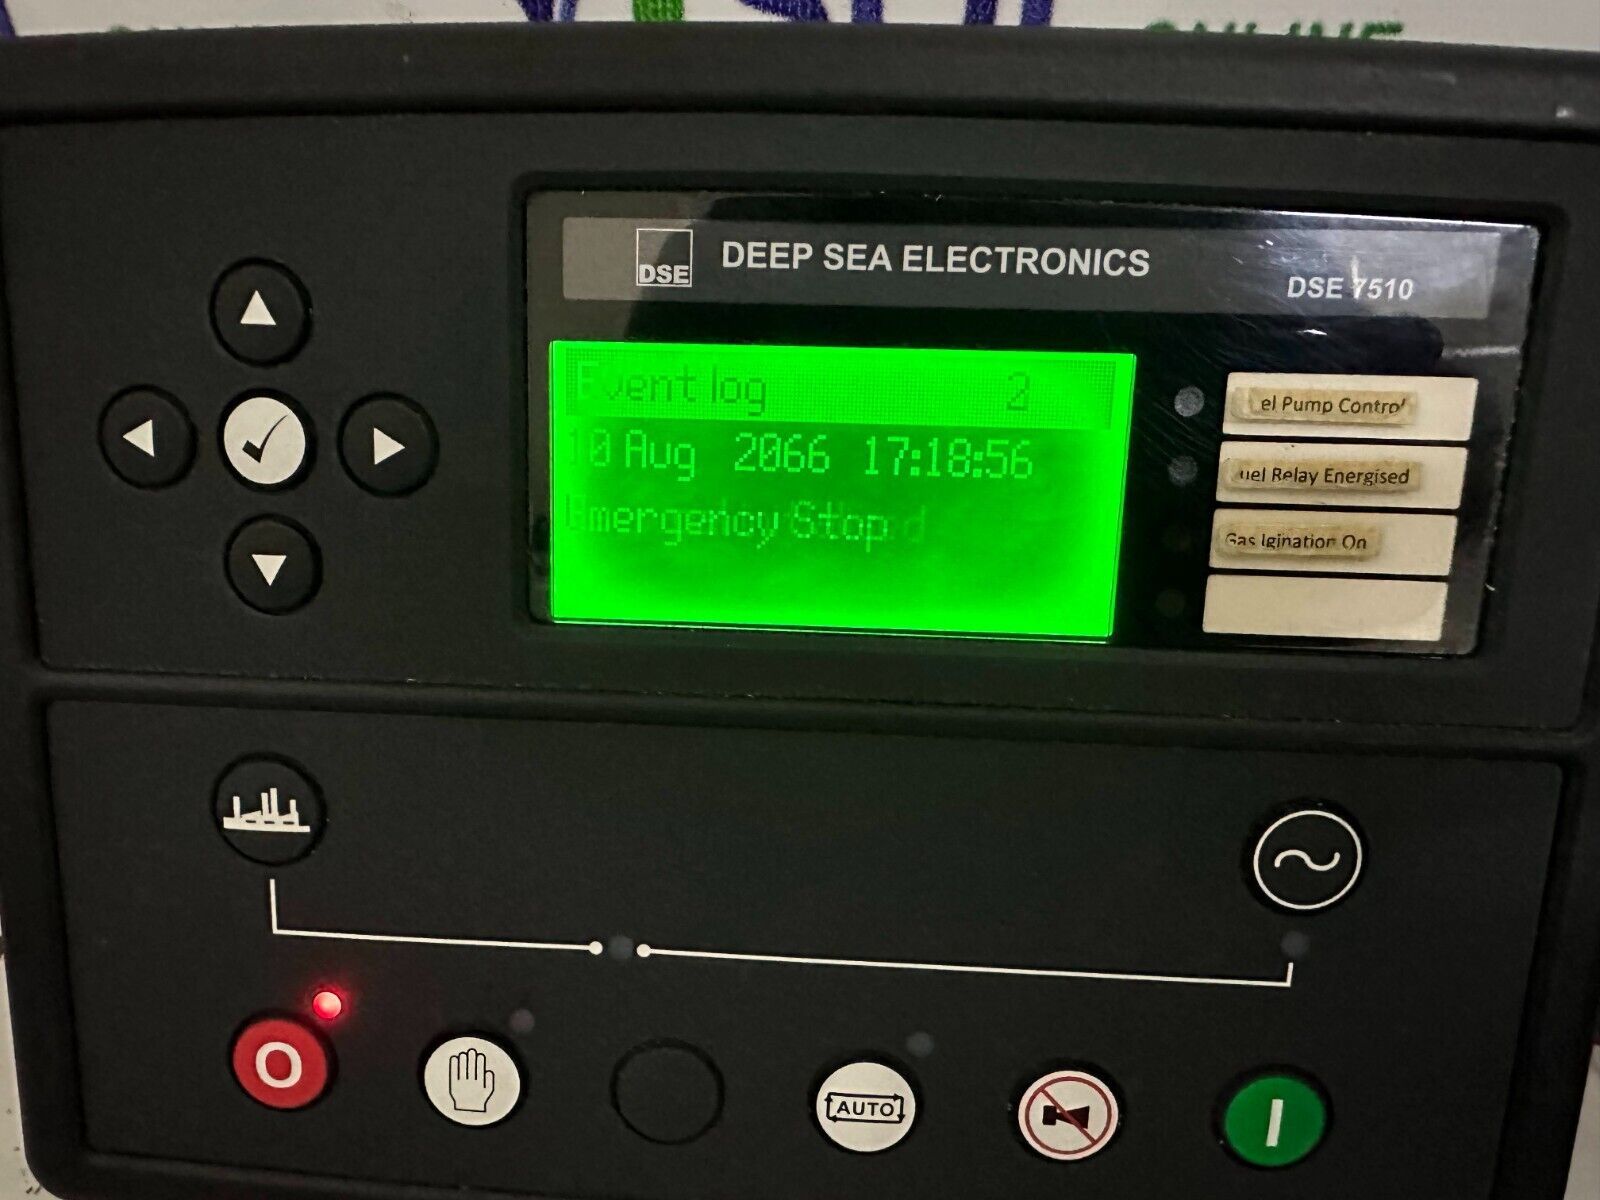 DSE
DEEP SEA ELECTRONICS
DSE 7510
Event log 2
10 Aug 2066 17:18:56
Emergency Stop
el Pump Control
uel Relay Energised
Gas Igination On
O
AUTO
I